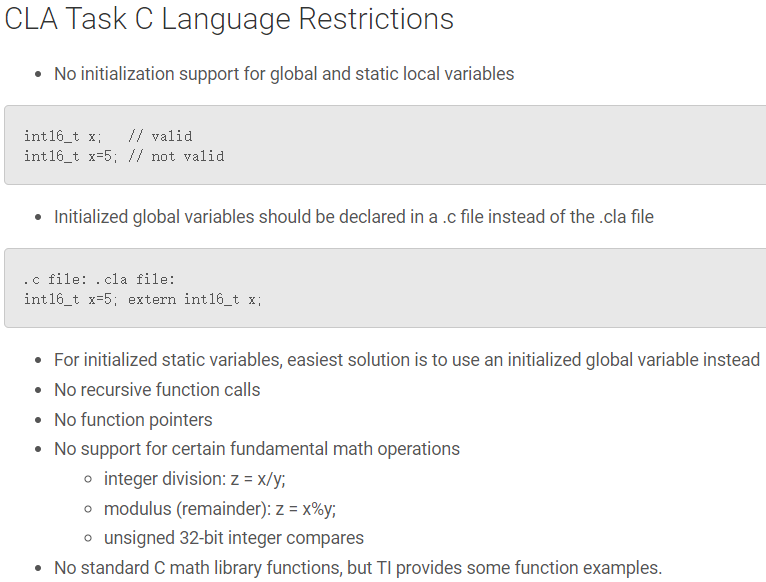 CLA Task C Language Restrictions
• No initialization support for global and static local variables
int16_t x;   // valid
int16_t x=5; // not valid
• Initialized global variables should be declared in a .c file instead of the .cla file
.c file: .cla file:
int16_t x=5; extern int16_t x;
• For initialized static variables, easiest solution is to use an initialized global variable instead
• No recursive function calls
• No function pointers
• No support for certain fundamental math operations
◦ integer division: z = x/y;
◦ modulus (remainder): z = x%y;
◦ unsigned 32-bit integer compares
• No standard C math library functions, but TI provides some function examples.